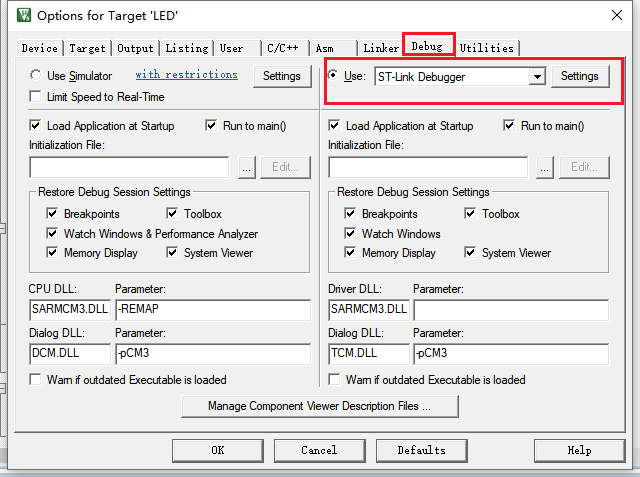 Options for Target 'LED'
Device Target Output Listing User C/C++ Asm Linker Debug Utilities
Use Simulator with restrictions Settings
Limit Speed to Real-Time
Use: ST-Link Debugger Settings
Load Application at Startup Run to main()
Initialization File:
... Edit...
Restore Debug Session Settings
Breakpoints Toolbox
Watch Windows & Performance Analyzer
Memory Display System Viewer
CPU DLL: Parameter:
SARMCM3.DLL -REMAP
Dialog DLL: Parameter:
DCM.DLL -pCM3
Warn if outdated Executable is loaded
Load Application at Startup Run to main()
Initialization File:
... Edit...
Restore Debug Session Settings
Breakpoints Toolbox
Watch Windows
Memory Display System Viewer
Driver DLL: Parameter:
SARMCM3.DLL
Dialog DLL: Parameter:
TCM.DLL -pCM3
Warn if outdated Executable is loaded
Manage Component Viewer Description Files ...
OK Cancel Defaults Help